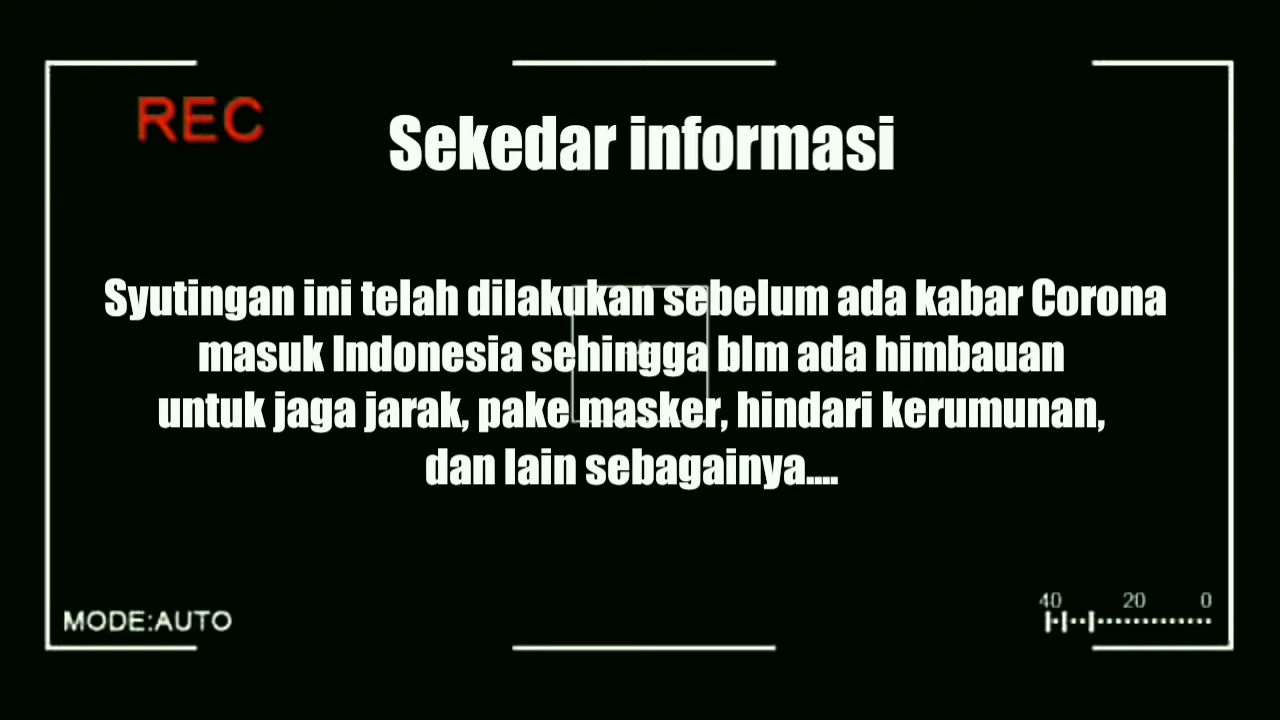 REC
Sekedar informasi
Syutingan ini telah dilakukan sebelum ada kabar Corona
masuk Indonesia sehingga blm ada himbauan
untuk jaga jarak, pake masker, hindari kerumunan,
dan lain sebagainya....
40 20 0
MODE:AUTO